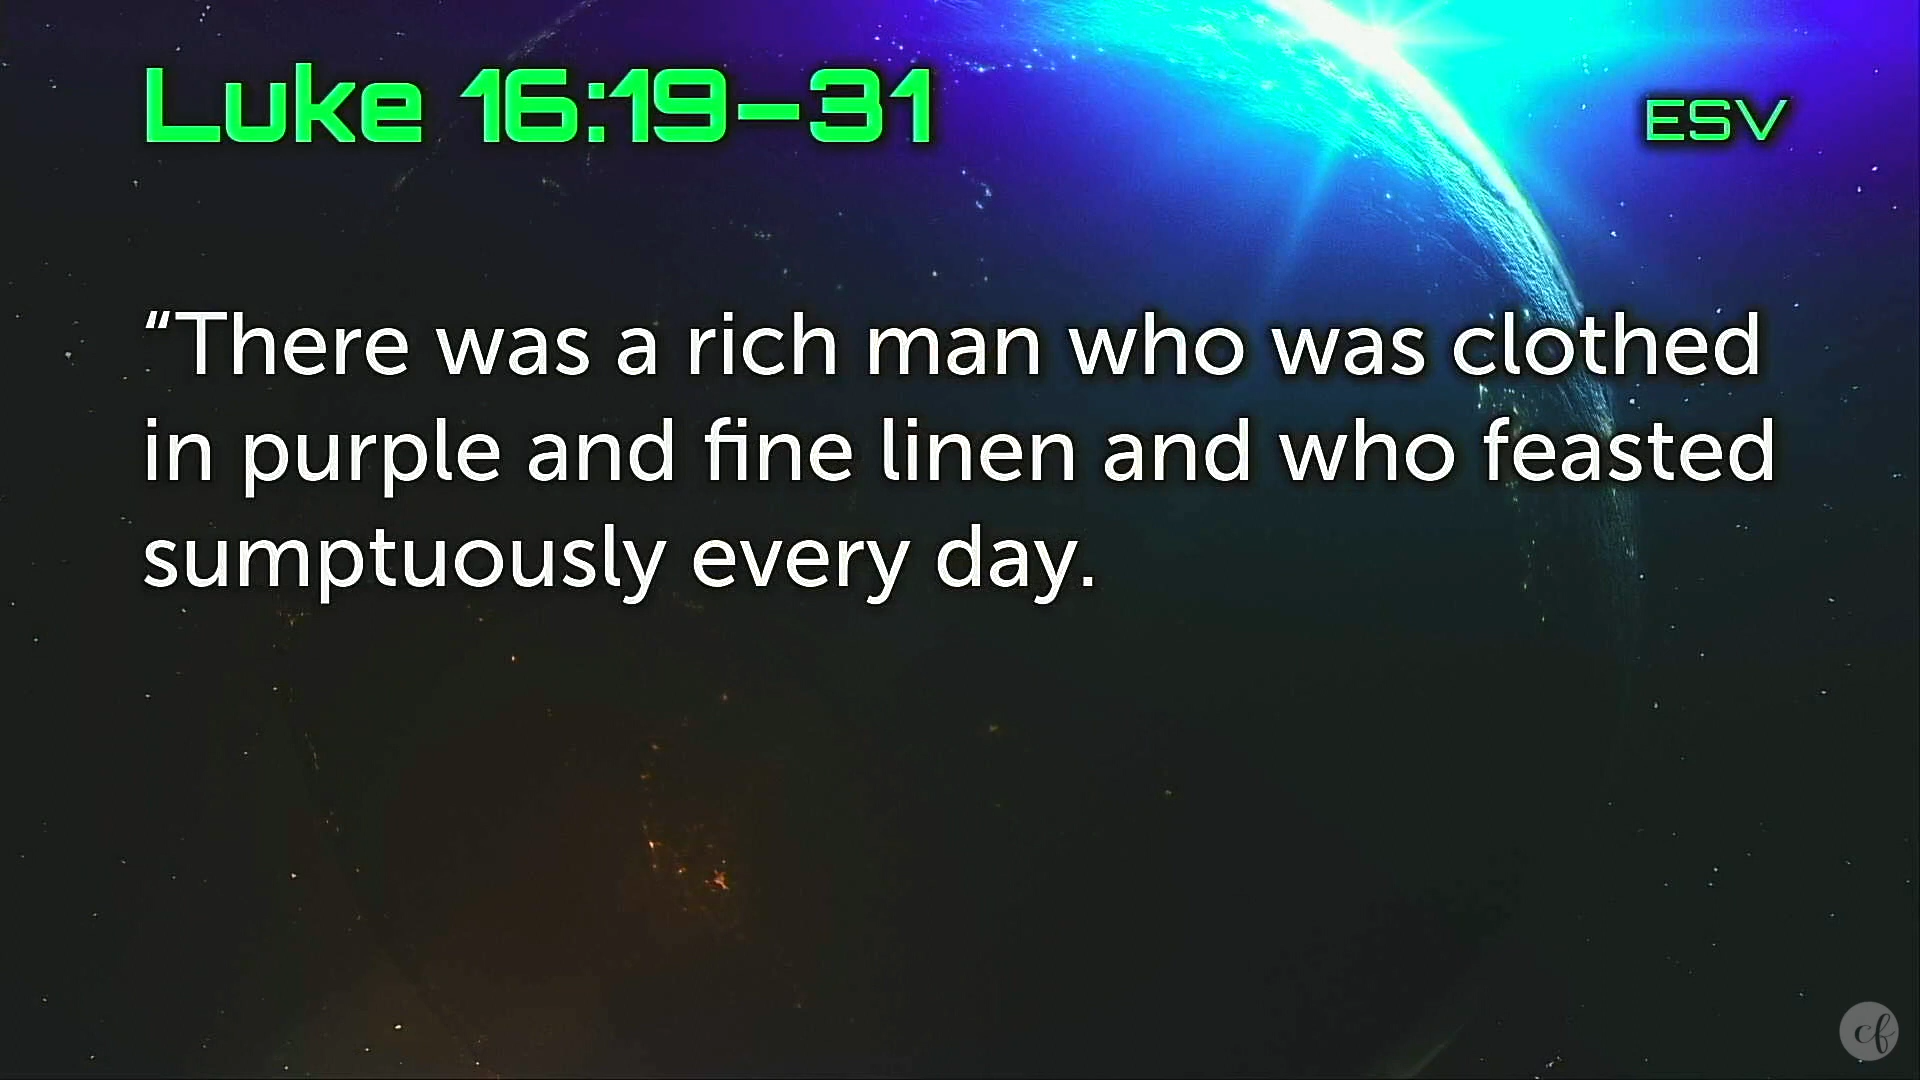 Luke 16:19–31
ESV
“There was a rich man who was clothed
in purple and fine linen and who feasted
sumptuously every day.
cf